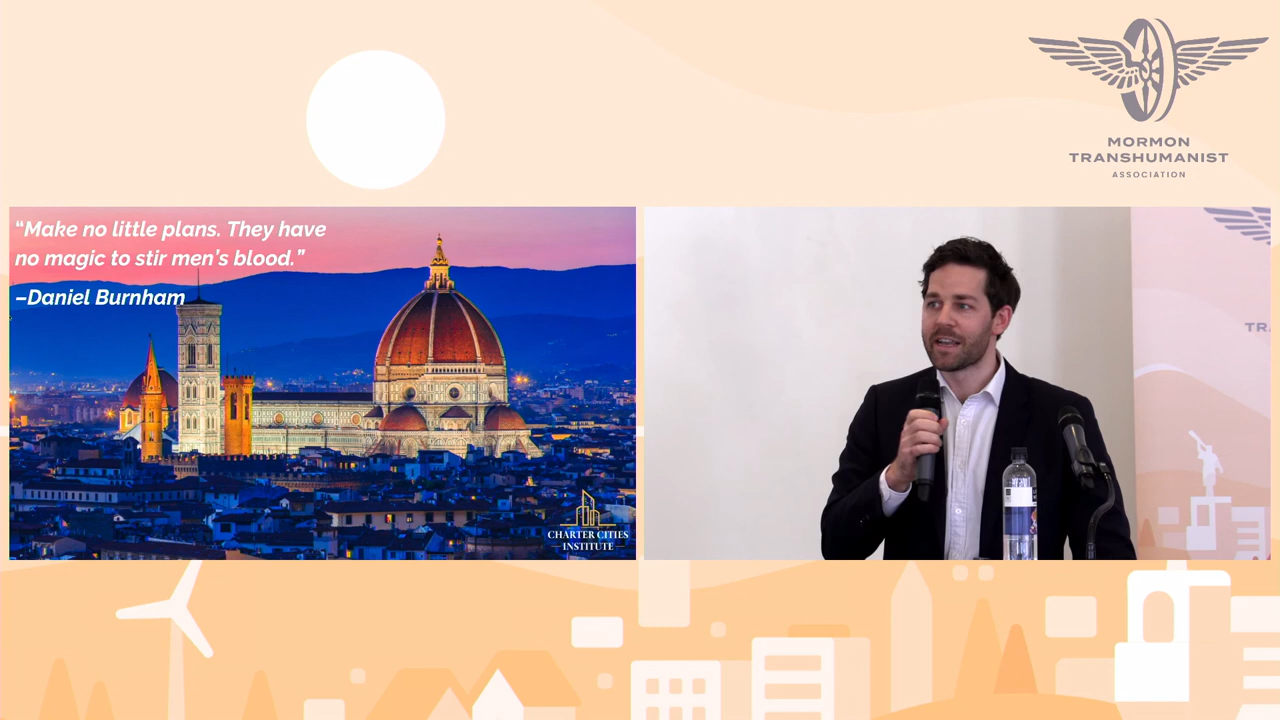 MORMON
TRANSHUMANIST
ASSOCIATION
“Make no little plans. They have
no magic to stir men’s blood.”
–Daniel Burnham
CHARTER CITIES
INSTITUTE
TR